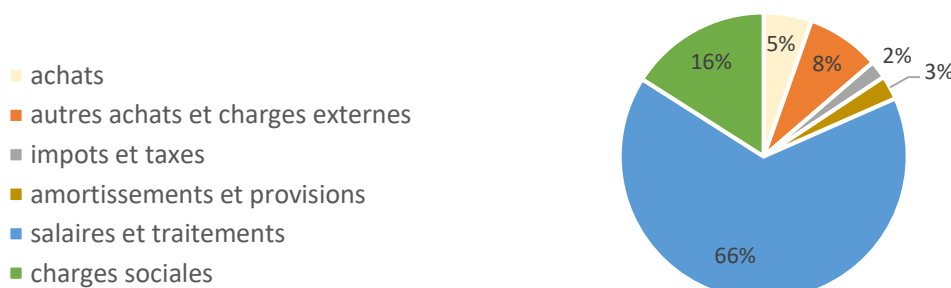 achats
autres achats et charges externes
impots et taxes
amortissements et provisions
salaires et traitements
charges sociales
5%
8%
2%
3%
16%
66%